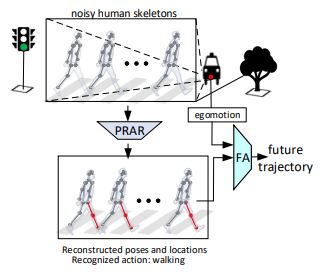 noisy human skeletons
egomotion
PRAR
FA
future
trajectory
Reconstructed poses and locations
Recognized action: walking